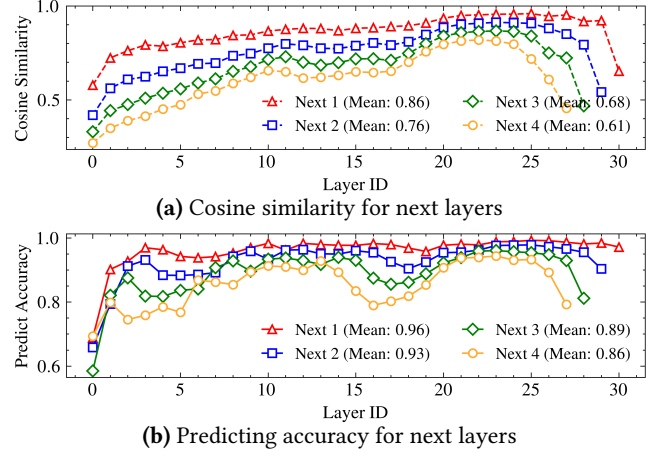 1.0
0.5
Cosine Similarity
Next 1 (Mean: 0.86)
Next 2 (Mean: 0.76)
Next 3 (Mean: 0.68)
Next 4 (Mean: 0.61)
0 5 10 15 20 25 30
Layer ID
(a) Cosine similarity for next layers
1.0
0.8
0.6
Predict Accuracy
Next 1 (Mean: 0.96)
Next 2 (Mean: 0.93)
Next 3 (Mean: 0.89)
Next 4 (Mean: 0.86)
0 5 10 15 20 25 30
Layer ID
(b) Predicting accuracy for next layers